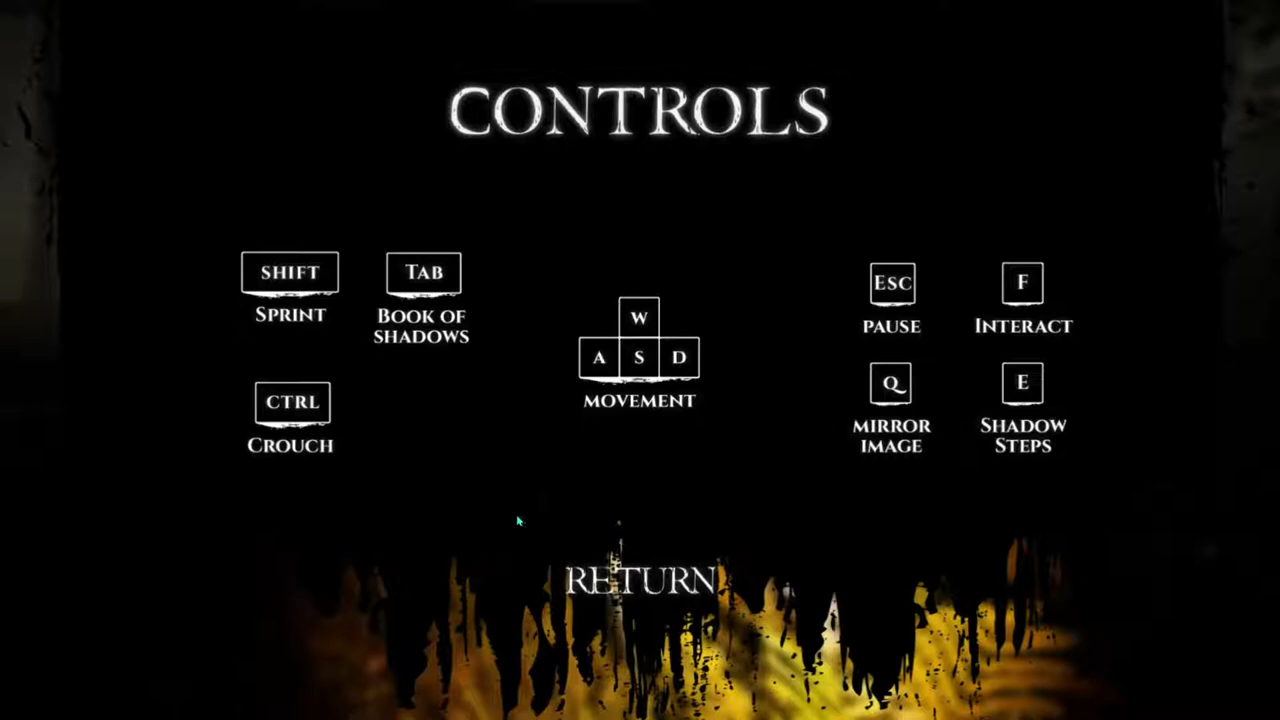 CONTROLS
SHIFT
SPRINT
TAB
BOOK OF
SHADOWS
CTRL
CROUCH
W
A S D
MOVEMENT
ESC
PAUSE
F
INTERACT
Q
MIRROR
IMAGE
E
SHADOW
STEPS
RETURN